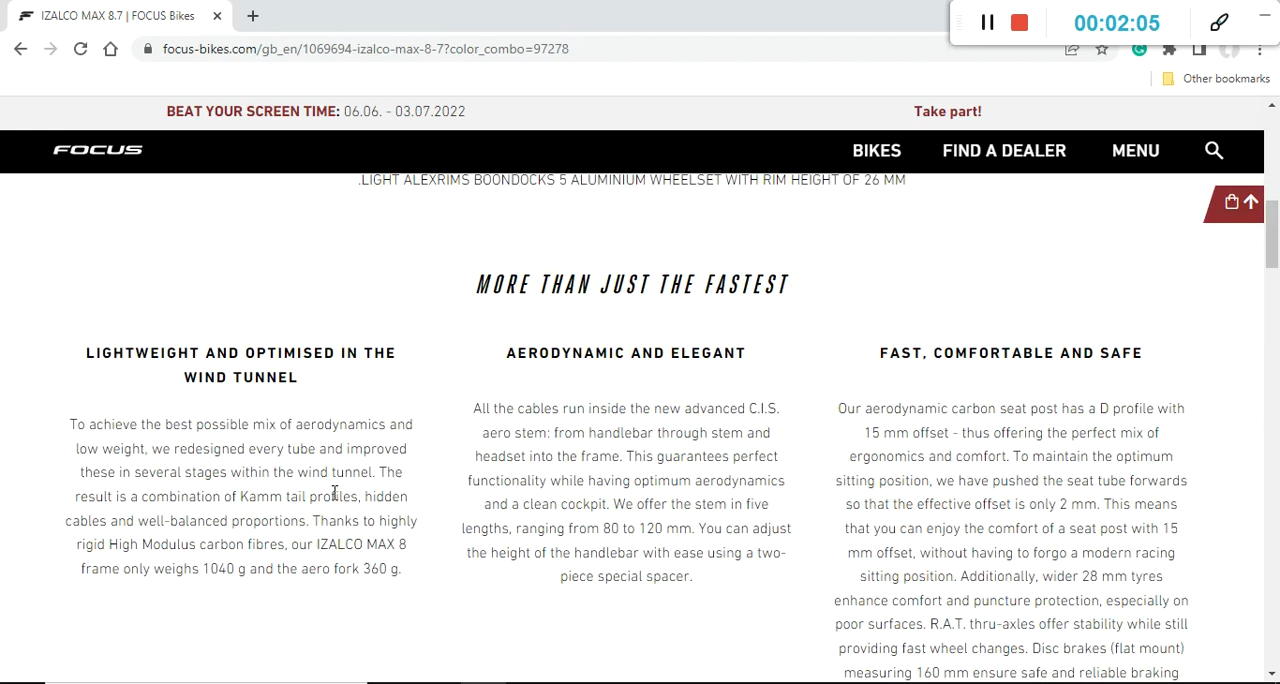 IZALCO MAX 8.7 | FOCUS Bikes
00:02:05
focus-bikes.com/gb_en/1069694-izalco-max-8-7?color_combo=97278
Other bookmarks
BEAT YOUR SCREEN TIME: 06.06. - 03.07.2022
Take part!
FOCUS
BIKES
FIND A DEALER
MENU
.LIGHT ALEXRIMS BOONDOCKS 5 ALUMINIUM WHEELSET WITH RIM HEIGHT OF 26 MM
MORE THAN JUST THE FASTEST
LIGHTWEIGHT AND OPTIMISED IN THE
WIND TUNNEL
To achieve the best possible mix of aerodynamics and
low weight, we redesigned every tube and improved
these in several stages within the wind tunnel. The
result is a combination of Kamm tail profiles, hidden
cables and well-balanced proportions. Thanks to highly
rigid High Modulus carbon fibres, our IZALCO MAX 8
frame only weighs 1040 g and the aero fork 360 g.
AERODYNAMIC AND ELEGANT
All the cables run inside the new advanced C.I.S.
aero stem: from handlebar through stem and
headset into the frame. This guarantees perfect
functionality while having optimum aerodynamics
and a clean cockpit. We offer the stem in five
lengths, ranging from 80 to 120 mm. You can adjust
the height of the handlebar with ease using a two-
piece special spacer.
FAST, COMFORTABLE AND SAFE
Our aerodynamic carbon seat post has a D profile with
15 mm offset - thus offering the perfect mix of
ergonomics and comfort. To maintain the optimum
sitting position, we have pushed the seat tube forwards
so that the effective offset is only 2 mm. This means
that you can enjoy the comfort of a seat post with 15
mm offset, without having to forgo a modern racing
sitting position. Additionally, wider 28 mm tyres
enhance comfort and puncture protection, especially on
poor surfaces. R.A.T. thru-axles offer stability while still
providing fast wheel changes. Disc brakes (flat mount)
measuring 160 mm ensure safe and reliable braking